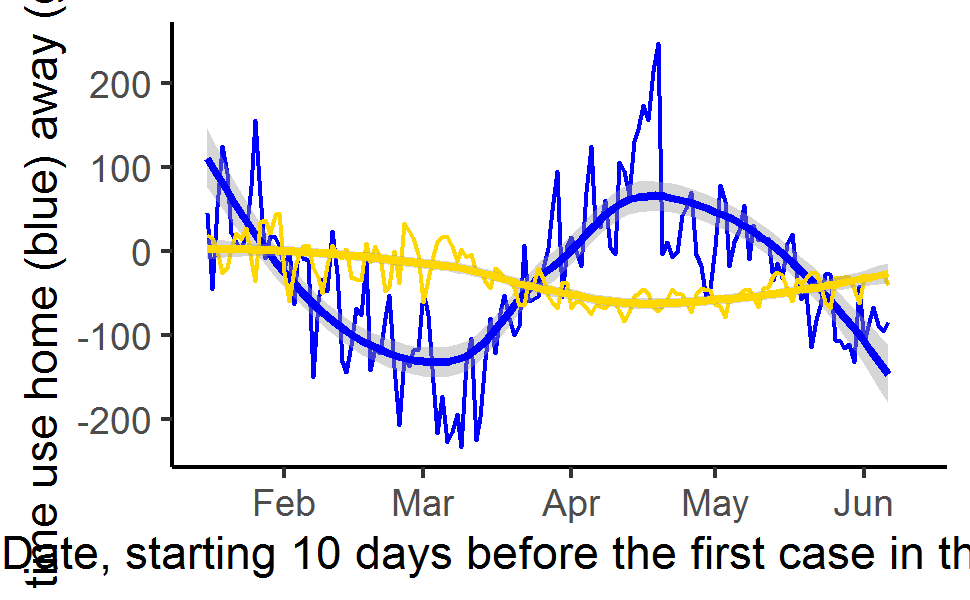 time use home (blue) away (
200
100
0
-100
-200
Feb Mar Apr May Jun
Date, starting 10 days before the first case in th